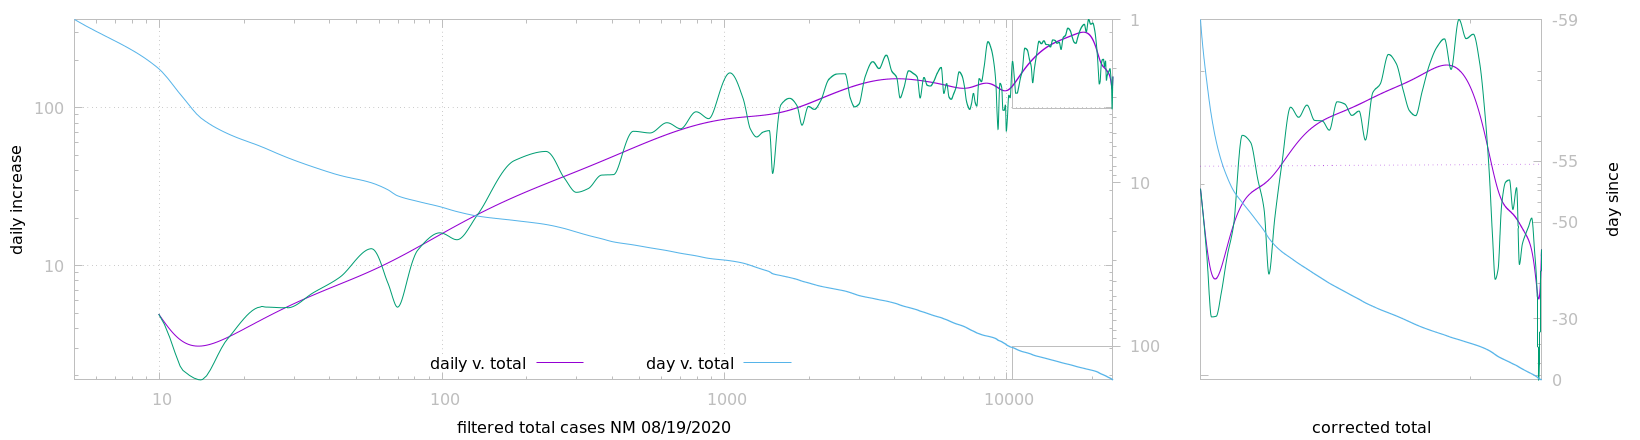 daily increase
100
10
1
10
100
daily v. total
day v. total
10
100
1000
10000
filtered total cases NM 08/19/2020
-59
-55
-50
-30
0
day since
corrected total